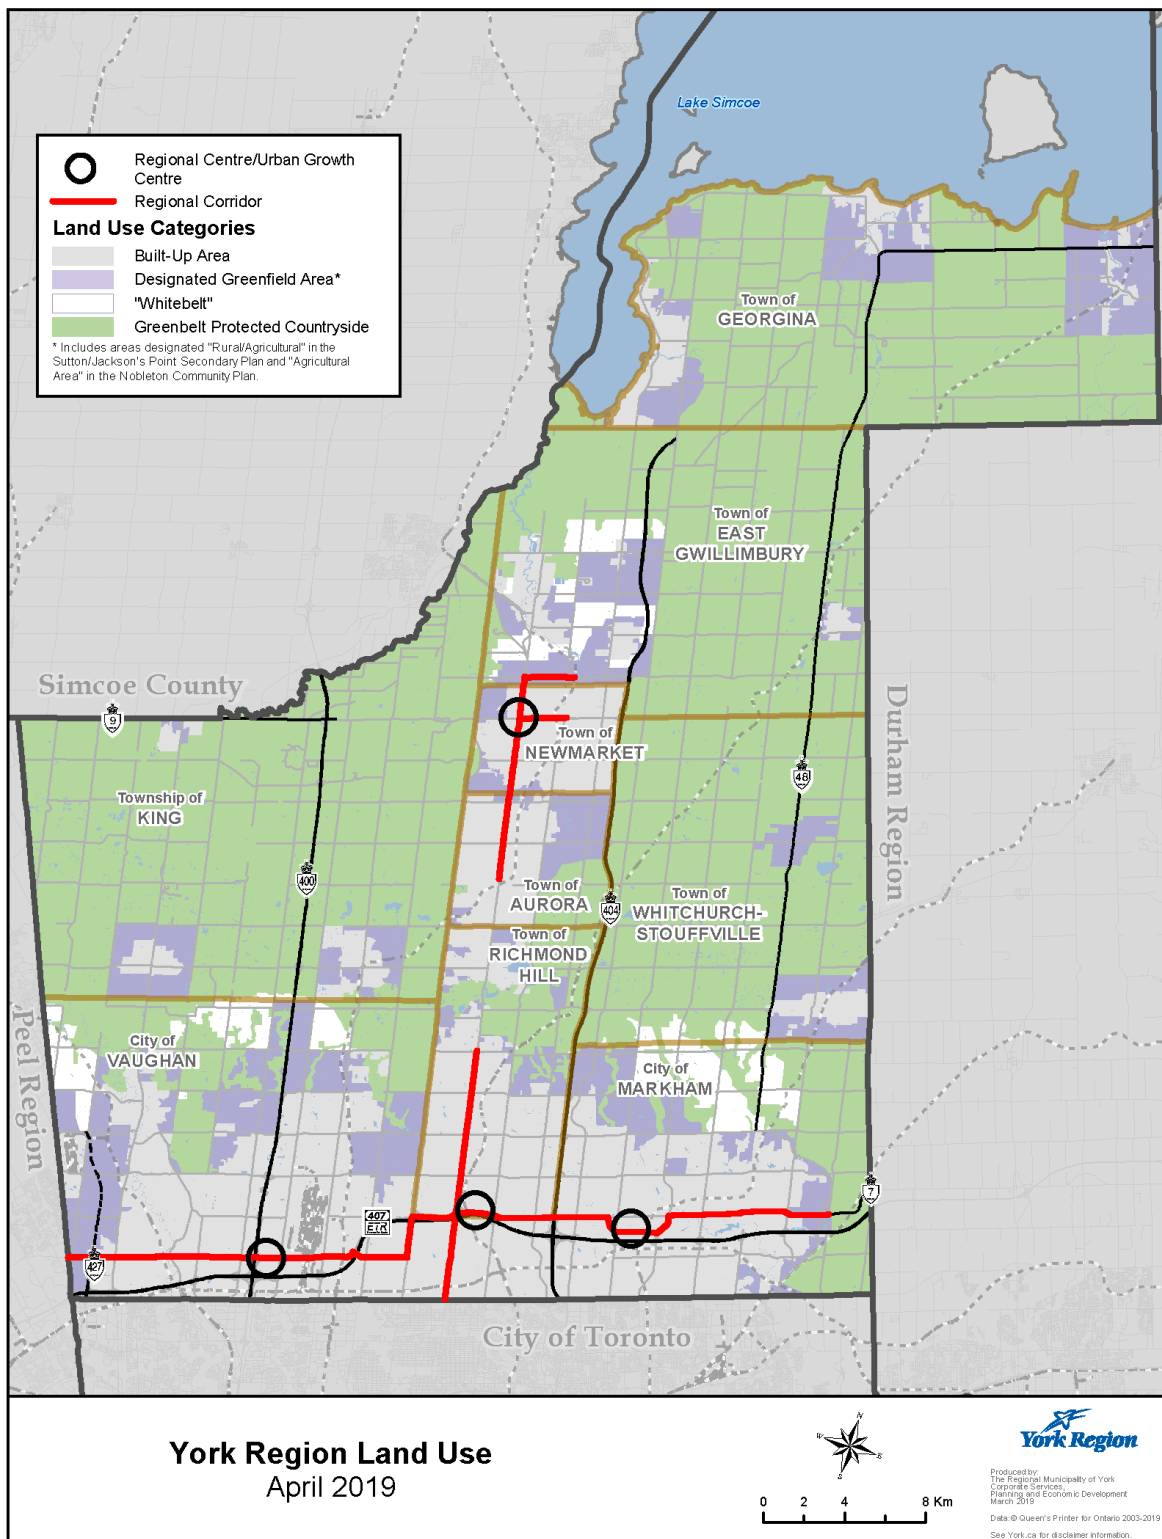 Lake Simcoe
Regional Centre/Urban Growth
Centre
Regional Corridor
Land Use Categories
Built-Up Area
Designated Greenfield Area*
"Whitebelt"
Greenbelt Protected Countryside
* Includes areas designated "Rural/Agricultural" in the
Sutton/Jackson's Point Secondary Plan and "Agricultural
Area" in the Nobleton Community Plan.
Town of
GEORGINA
Town of
EAST
GWILLIMBURY
Simcoe County
9
Durham Region
Town of
NEWMARKET
48
Township of
KING
400
Town of
AURORA
404
Town of
WHITCHURCH-
STOUFFVILLE
Town of
RICHMOND
HILL
Peel Region
City of
VAUGHAN
City of
MARKHAM
7
407
ETR
427
City of Toronto
York Region Land Use
April 2019
N
W
E
S
0 2 4 8 Km
York Region
Produced by:
The Regional Municipality of York
Corporate Services,
Planning and Economic Development
March 2019
Data:© Queen's Printer for Ontario 2003-2019
See York.ca for disclaimer information.